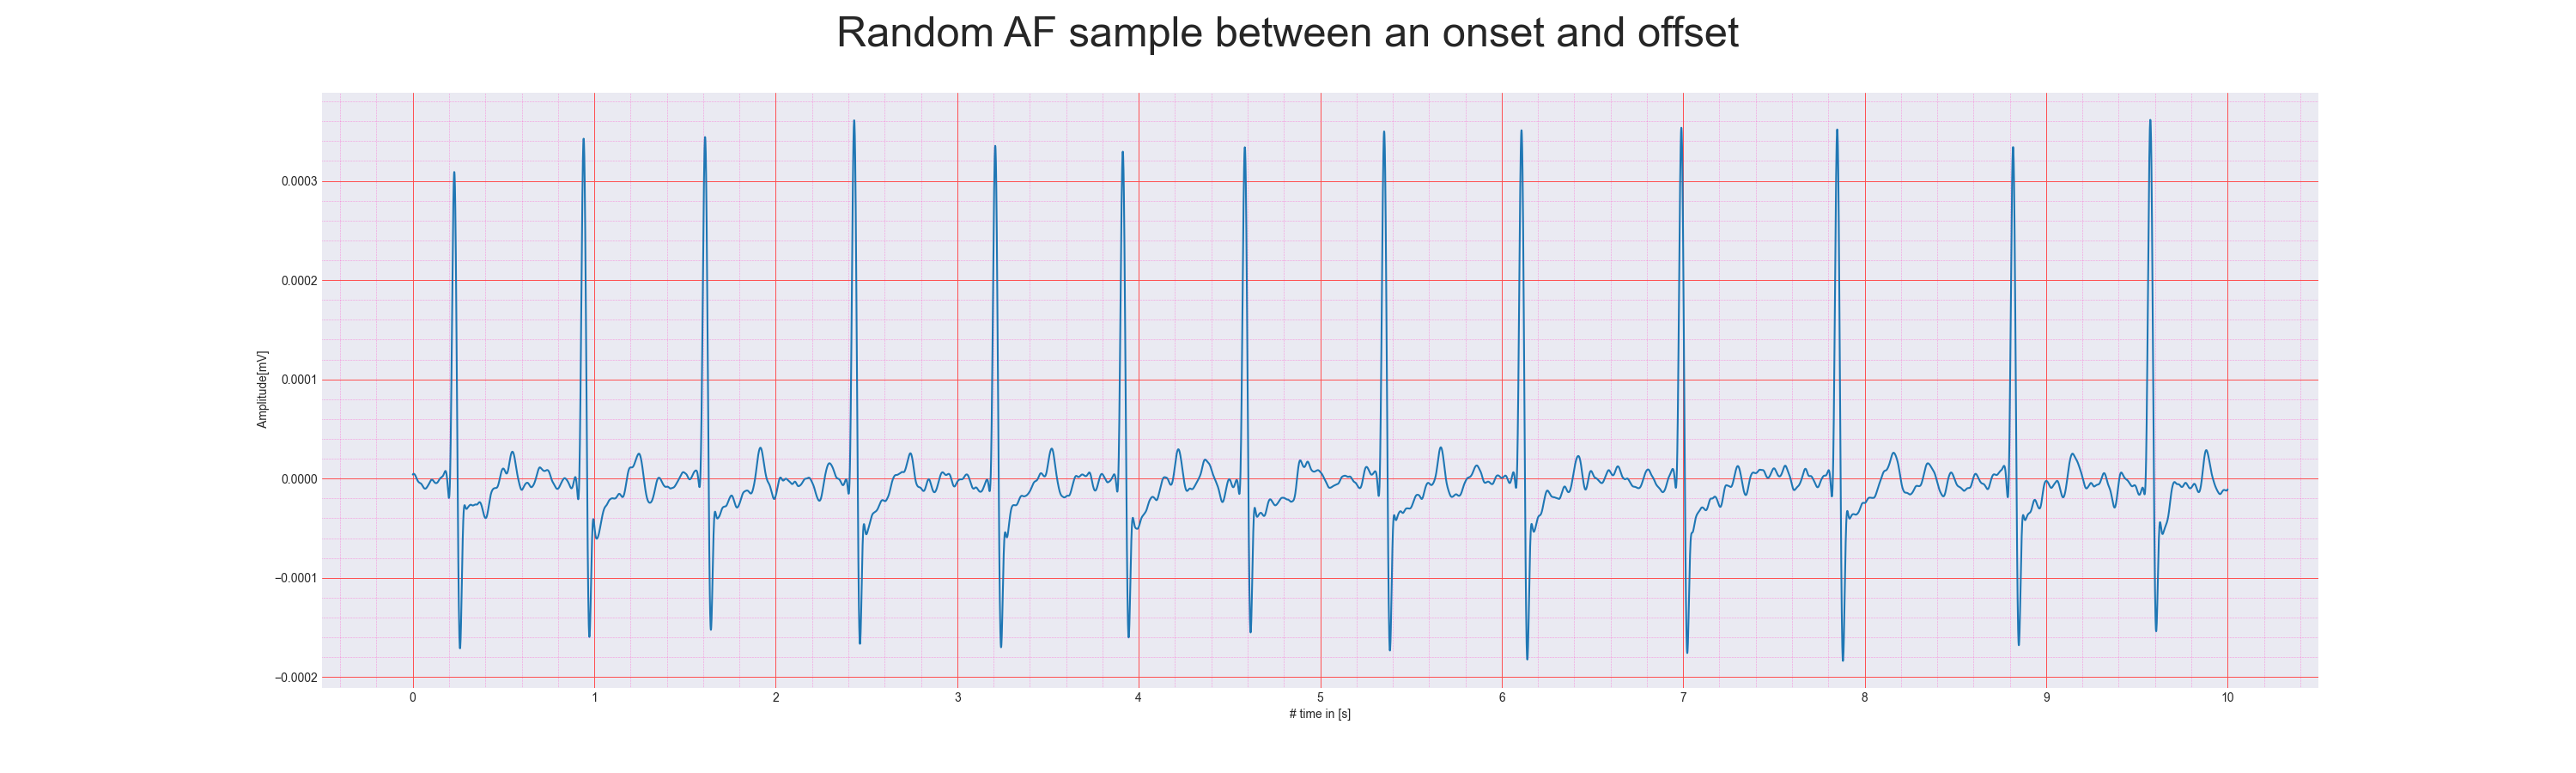 Random AF sample between an onset and offset
Amplitude[mV]
0.0003
0.0002
0.0001
0.0000
−0.0001
−0.0002
0 1 2 3 4 5 6 7 8 9 10
# time in [s]